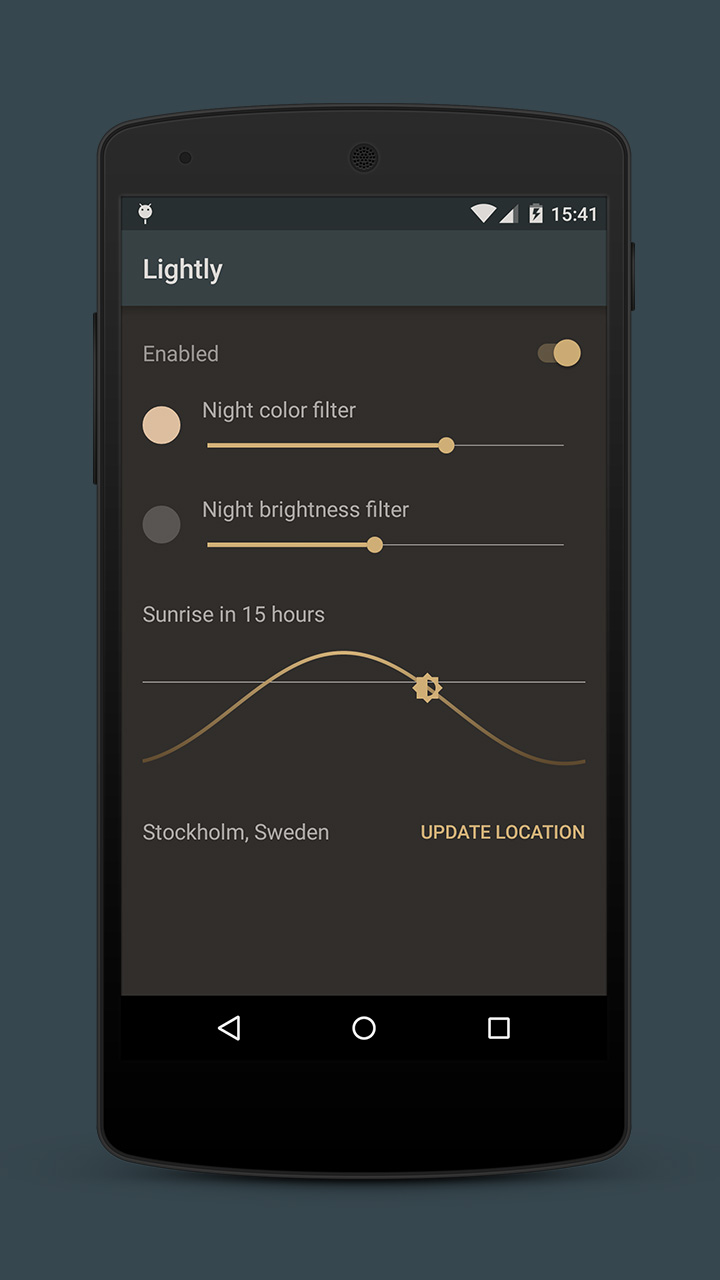 15:41
Lightly
Enabled
Night color filter
Night brightness filter
Sunrise in 15 hours
Stockholm, Sweden UPDATE LOCATION